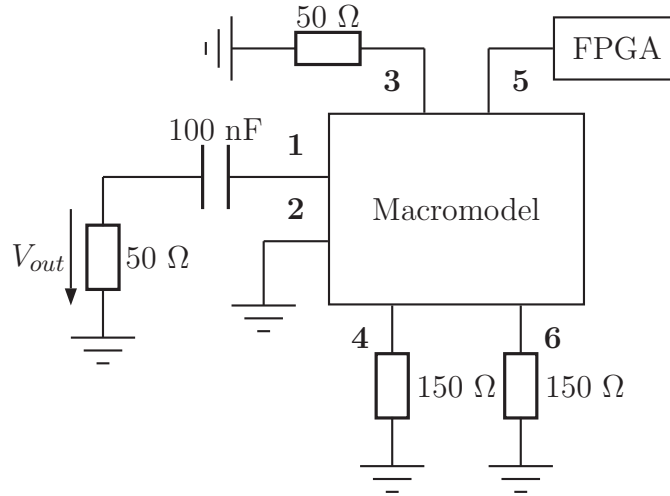 50 Ω
FPGA
3
5
100 nF
1
2
Macromodel
V_out
50 Ω
4
6
150 Ω
150 Ω